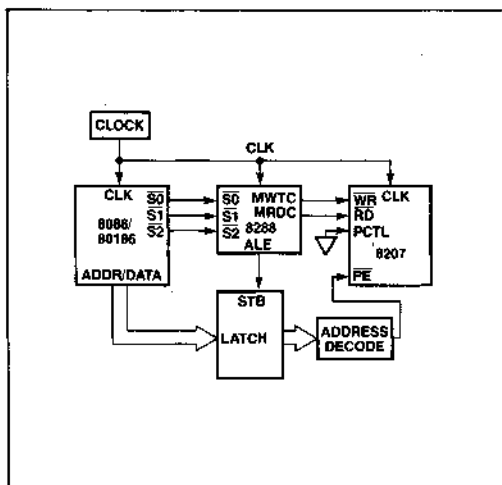 CLOCK
CLK
CLK
S0
S1
S2
8086/
80186
ADDR/DATA
S0
S1
S2
MWTC
MRDC
8288
ALE
CLK
WR
RD
PCTL
8207
PE
STB
LATCH
ADDRESS
DECODE